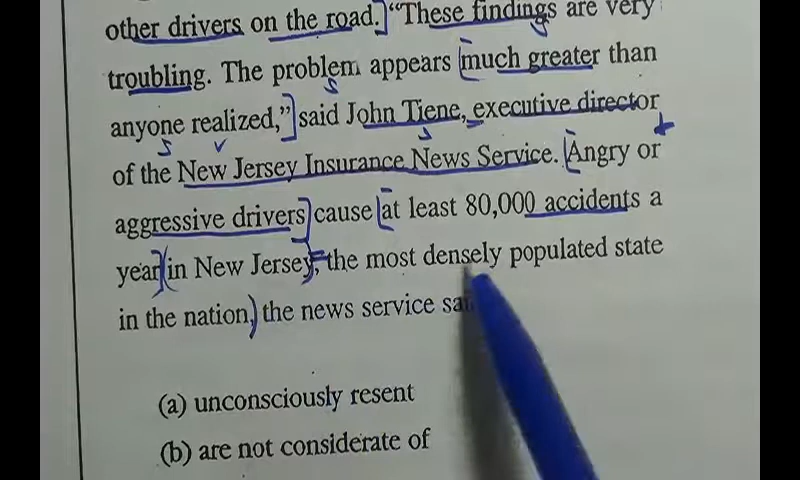 other drivers on the road. "These findings are very
troubling. The problem appears much greater than
anyone realized," said John Tiene, executive director
of the New Jersey Insurance News Service. Angry or
aggressive drivers cause at least 80,000 accidents a
year in New Jersey, the most densely populated state
in the nation, the news service
(a) unconsciously resent
(b) are not considerate of